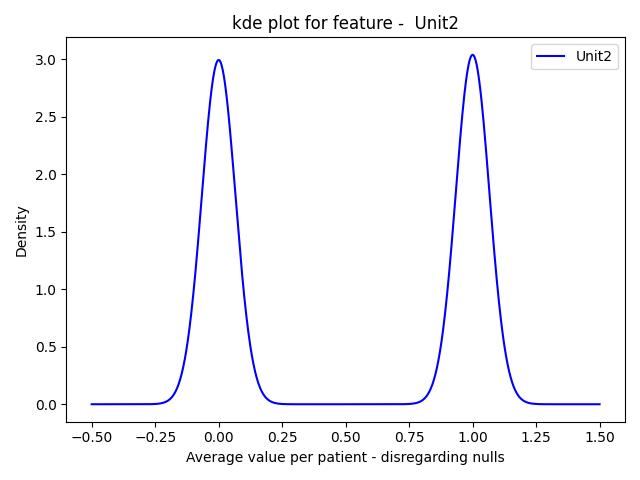 kde plot for feature -  Unit2
Unit2
Density
3.0
2.5
2.0
1.5
1.0
0.5
0.0
−0.50 −0.25 0.00 0.25 0.50 0.75 1.00 1.25 1.50
Average value per patient - disregarding nulls